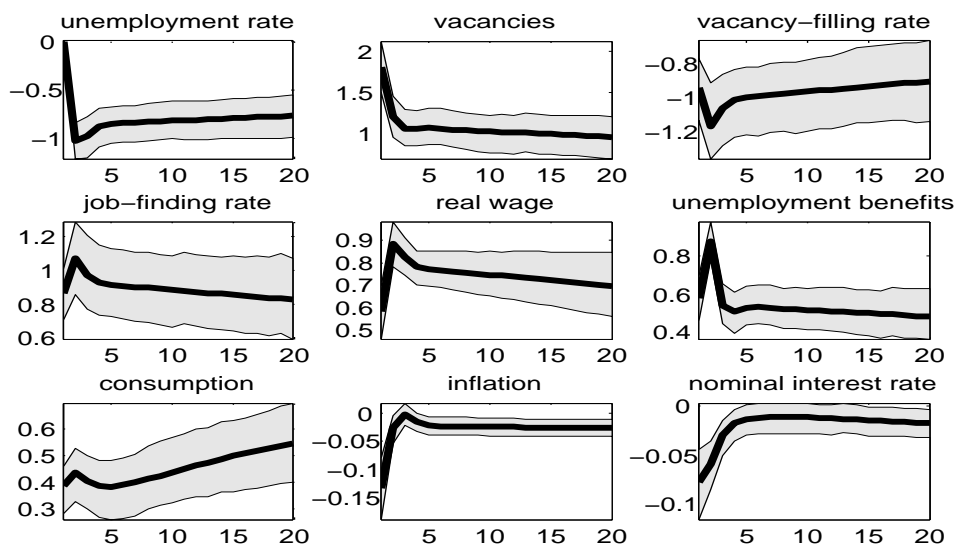 unemployment rate
0
−0.5
−1
5 10 15 20
vacancies
2
1.5
1
5 10 15 20
vacancy−filling rate
−0.8
−1
−1.2
5 10 15 20
job−finding rate
1.2
1
0.8
0.6
5 10 15 20
real wage
0.9
0.8
0.7
0.6
0.5
5 10 15 20
unemployment benefits
0.8
0.6
0.4
5 10 15 20
consumption
0.6
0.5
0.4
0.3
5 10 15 20
inflation
0
−0.05
−0.1
−0.15
5 10 15 20
nominal interest rate
0
−0.05
−0.1
5 10 15 20